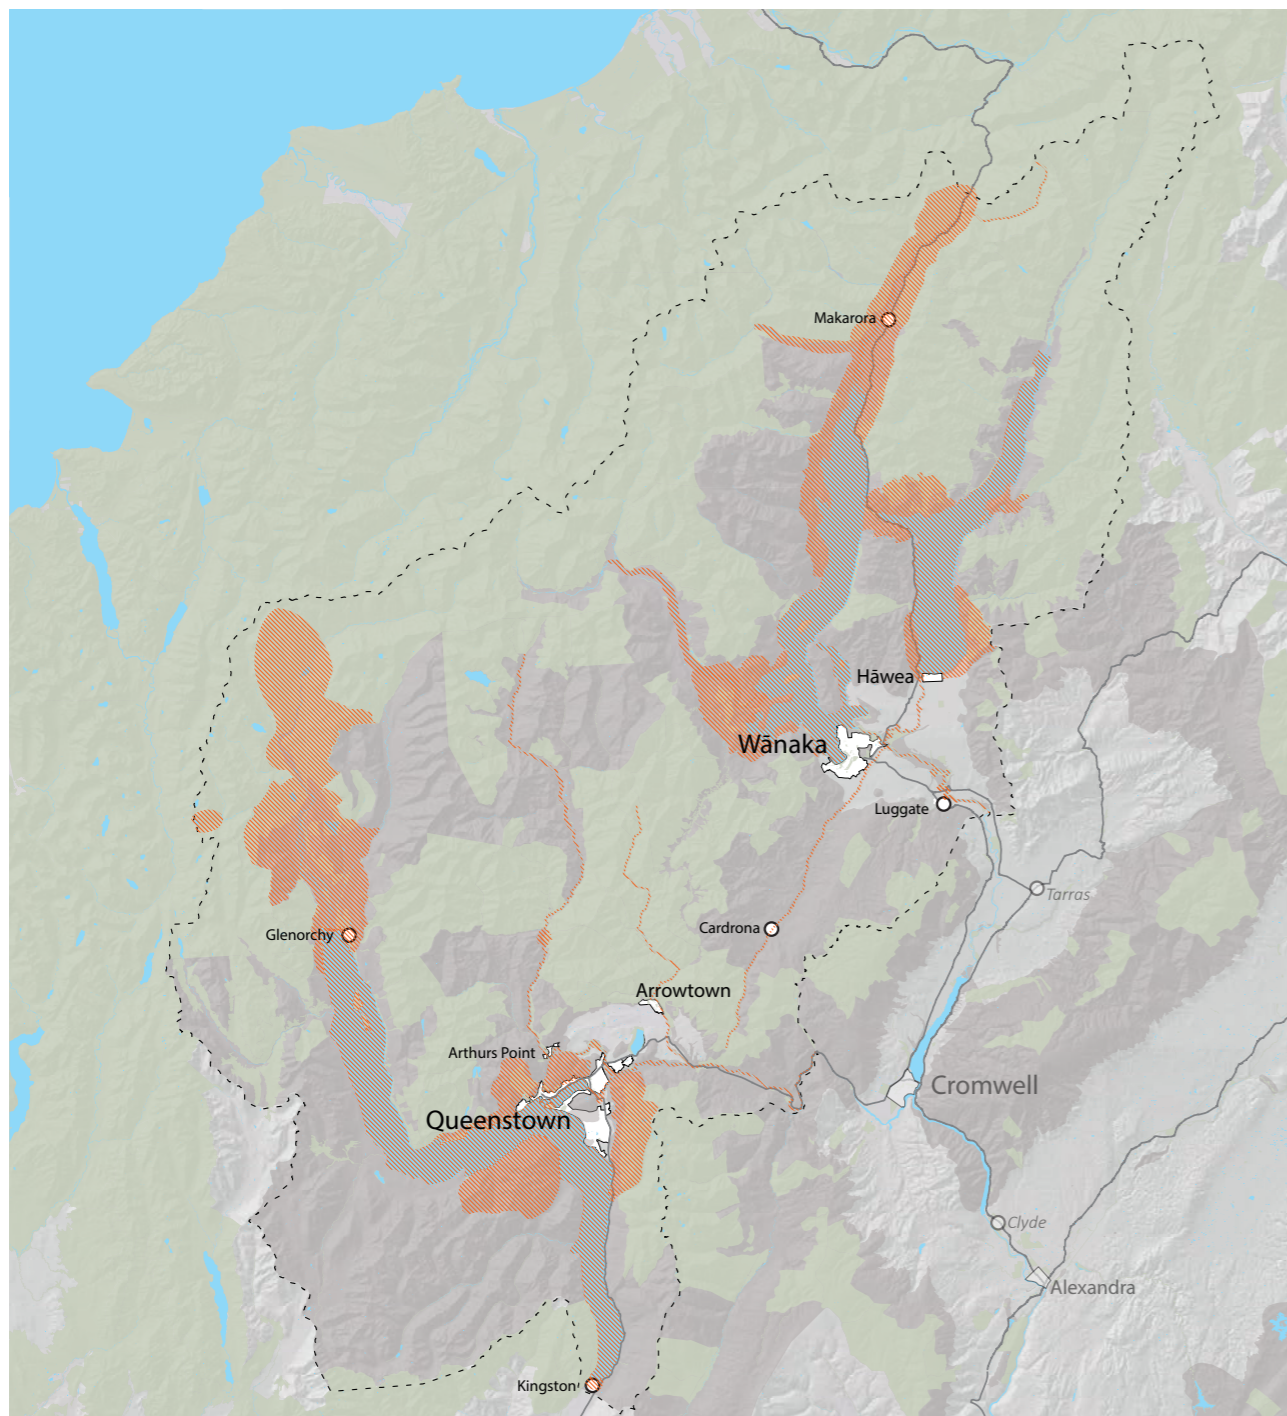 Makarora
Hāwea
Wānaka
Luggate
Tarras
Cardrona
Glenorchy
Arrowtown
Arthurs Point
Cromwell
Queenstown
Clyde
Alexandra
Kingston